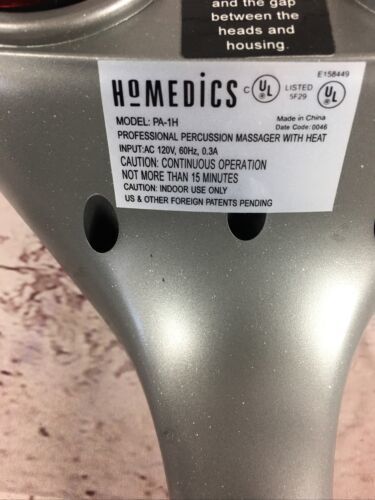 and the gap
between the
heads and
housing.
HOMEDICS
C UL LISTED
5F29
E158449
MODEL: PA-1H
Made in China
Date Code: 0046
PROFESSIONAL PERCUSSION MASSAGER WITH HEAT
INPUT:AC 120V, 60Hz, 0.3A
CAUTION: CONTINUOUS OPERATION
NOT MORE THAN 15 MINUTES
CAUTION: INDOOR USE ONLY
US & OTHER FOREIGN PATENTS PENDING